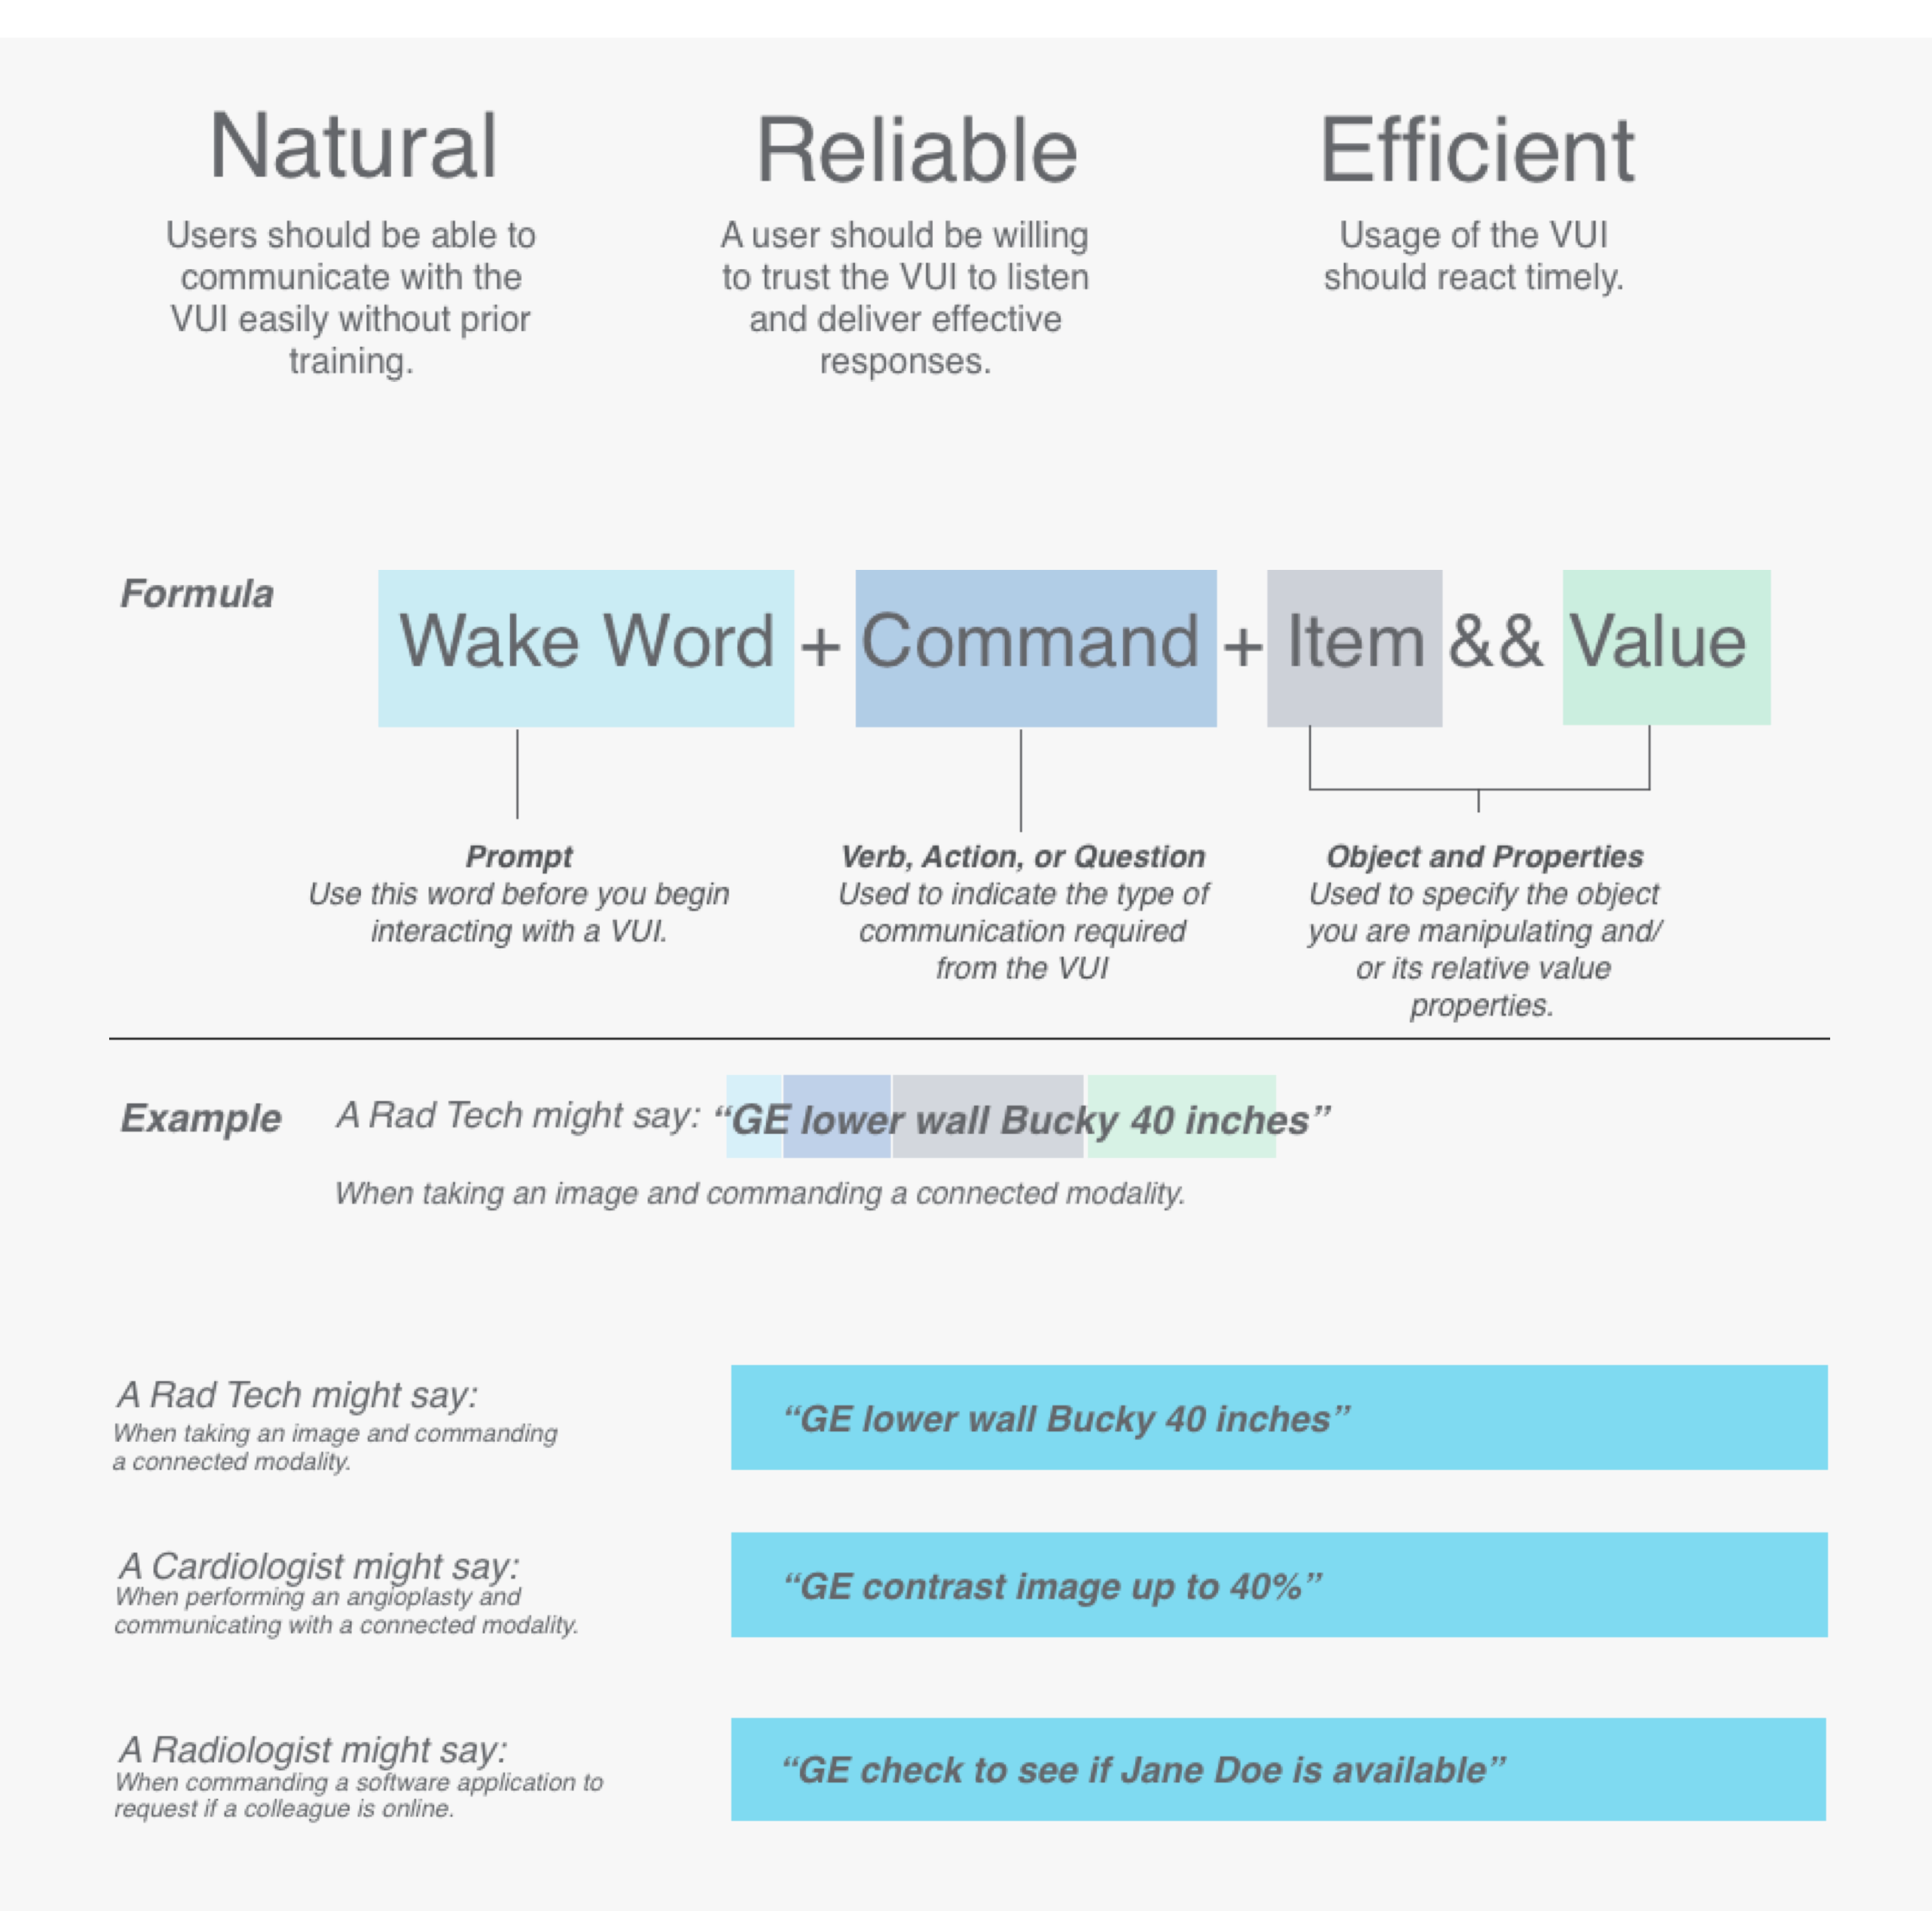 Natural
Users should be able to
communicate with the
VUI easily without prior
training.
Reliable
A user should be willing
to trust the VUI to listen
and deliver effective
responses.
Efficient
Usage of the VUI
should react timely.
Formula
Wake Word + Command + Item && Value
Prompt
Use this word before you begin
interacting with a VUI.
Verb, Action, or Question
Used to indicate the type of
communication required
from the VUI
Object and Properties
Used to specify the object
you are manipulating and/
or its relative value
properties.
Example
A Rad Tech might say: “GE lower wall Bucky 40 inches”
When taking an image and commanding a connected modality.
A Rad Tech might say:
When taking an image and commanding
a connected modality.
“GE lower wall Bucky 40 inches”
A Cardiologist might say:
When performing an angioplasty and
communicating with a connected modality.
“GE contrast image up to 40%”
A Radiologist might say:
When commanding a software application to
request if a colleague is online.
“GE check to see if Jane Doe is available”